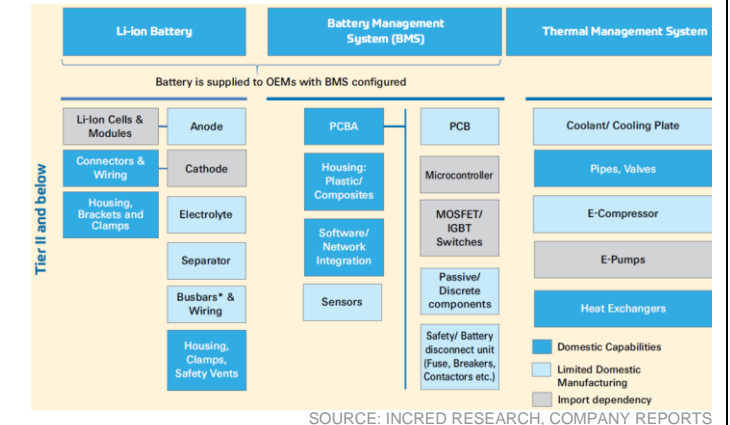 Li-ion Battery
Battery Management
System (BMS)
Thermal Management System
Battery is supplied to OEMs with BMS configured
Tier II and below
Li-Ion Cells &
Modules
Connectors &
Wiring
Housing,
Brackets and
Clamps
Anode
Cathode
Electrolyte
Separator
Busbars* &
Wiring
Housing,
Clamps,
Safety Vents
PCBA
Housing:
Plastic/
Composites
Software/
Network
Integration
Sensors
PCB
Microcontroller
MOSFET/
IGBT
Switches
Passive/
Discrete
components
Safety/ Battery
disconnect unit
(Fuse, Breakers,
Contactors etc.)
Coolant/ Cooling Plate
Pipes, Valves
E-Compressor
E-Pumps
Heat Exchangers
Domestic Capabilities
Limited Domestic
Manufacturing
Import dependency
SOURCE: INCRED RESEARCH, COMPANY REPORTS